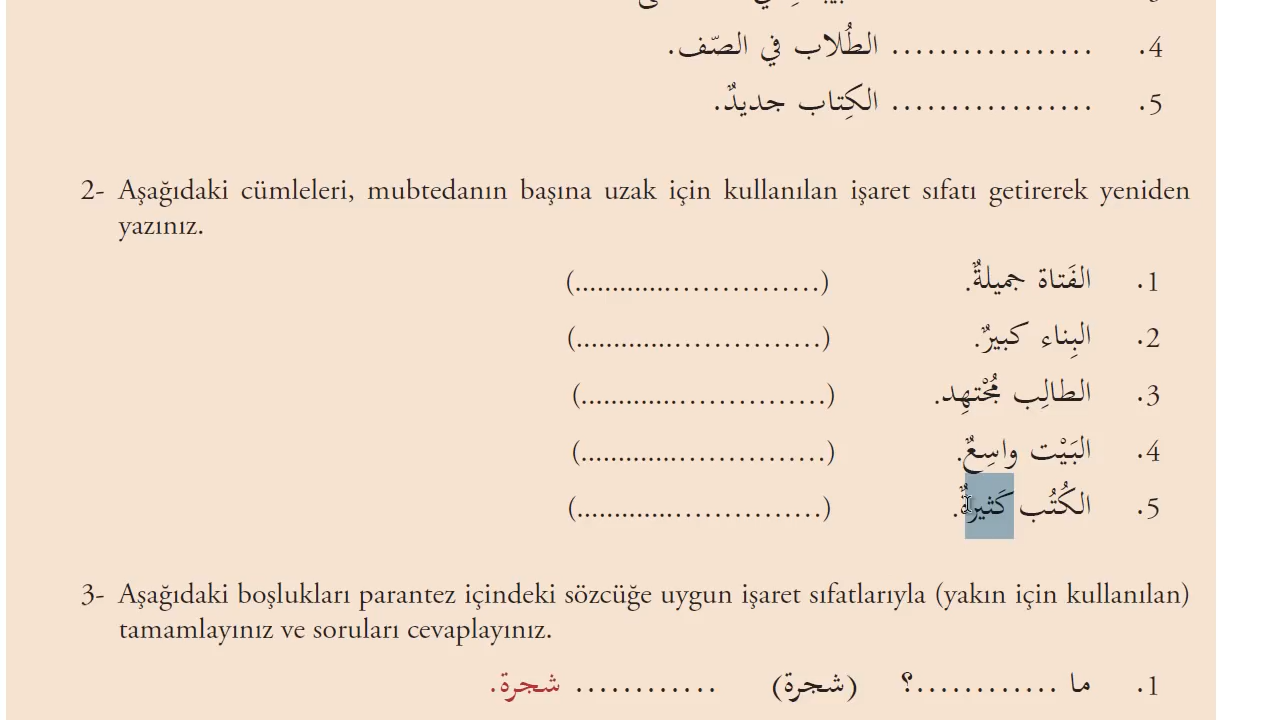 4. ................. الطُلاب في الصّف.
5. ................. الكِتاب جديدٌ.
2- Aşağıdaki cümleleri, mubtedanın başına uzak için kullanılan işaret sıfatı getirerek yeniden
yazınız.
1. الفَتاة جميلةٌ. (............................)
2. البِناء كبيرٌ. (............................)
3. الطالِب مُجْتهِد. (............................)
4. البَيْت واسِعٌ. (............................)
5. الكُتُب كَثيرةٌ. (............................)
3- Aşağıdaki boşlukları parantez içindeki sözcüğe uygun işaret sıfatlarıyla (yakın için kullanılan)
tamamlayınız ve soruları cevaplayınız.
1. ما ............؟ (شجرة) ............ شجرة.